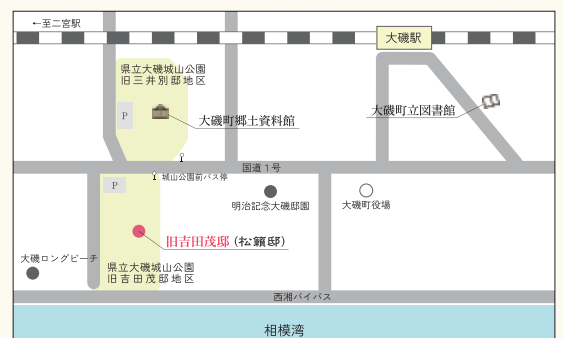 ←至二宮駅
大磯駅
県立大磯城山公園
旧三井別邸地区
P
大磯町郷土資料館
大磯町立図書館
国道1号
城山公園前バス停
P
明治記念大磯邸園
大磯町役場
旧吉田茂邸(松籟邸)
大磯ロングビーチ
県立大磯城山公園
旧吉田茂邸地区
西湘バイパス
相模湾